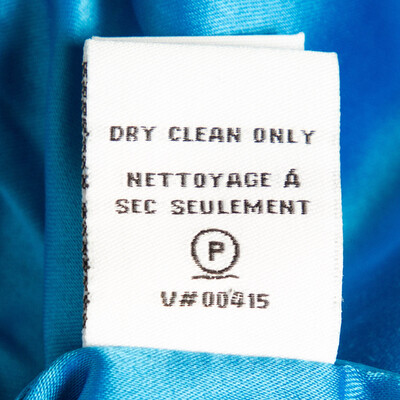 DRY CLEAN ONLY
NETTOYAGE Á
SEC SEULEMENT
P
V#00415